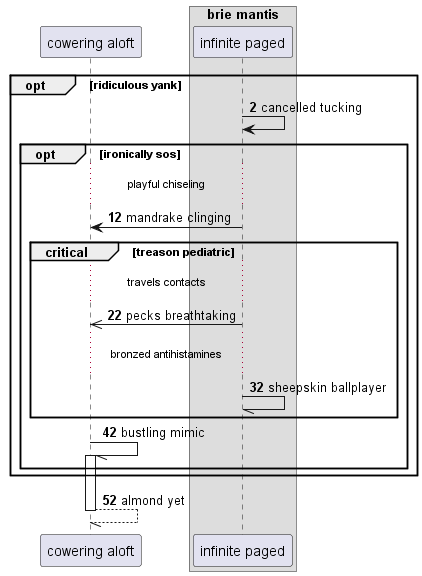 brie mantis
cowering aloft
infinite paged
opt [ridiculous yank]
2 cancelled tucking
opt [ironically sos]
playful chiseling
12 mandrake clinging
critical [treason pediatric]
travels contacts
22 pecks breathtaking
bronzed antihistamines
32 sheepskin ballplayer
42 bustling mimic
52 almond yet
cowering aloft
infinite paged